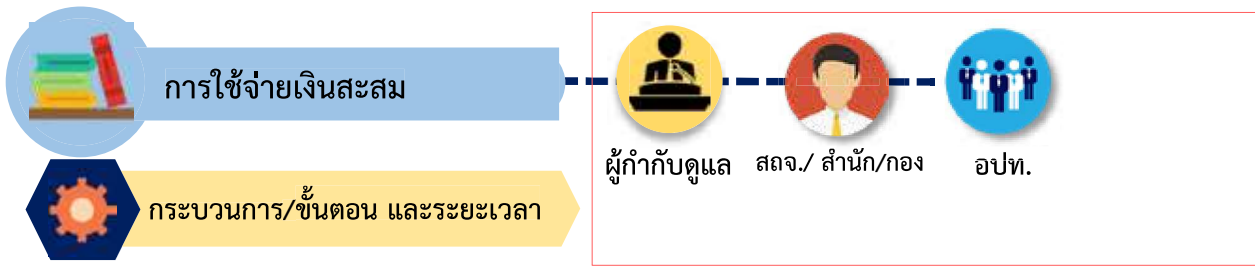 การใช้จ่ายเงินสะสม
ผู้กำกับดูแล
สถจ./ สำนัก/กอง
อปท.
กระบวนการ/ขั้นตอน และระยะเวลา